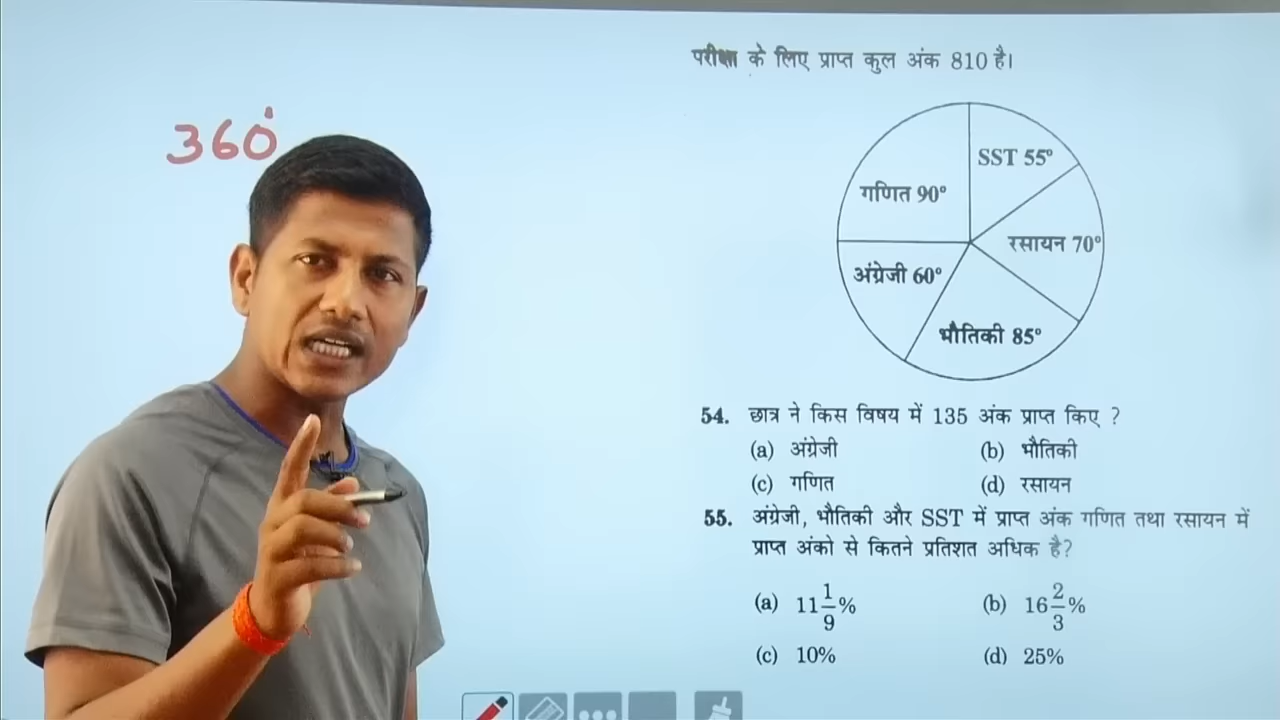 परीक्षा के लिए प्राप्त कुल अंक 810 है।
360°
SST 55°
गणित 90°
रसायन 70°
अंग्रेजी 60°
भौतिकी 85°
54. छात्र ने किस विषय में 135 अंक प्राप्त किए ?
(a) अंग्रेजी (b) भौतिकी
(c) गणित (d) रसायन
55. अंग्रेजी, भौतिकी और SST में प्राप्त अंक गणित तथा रसायन में
प्राप्त अंको से कितने प्रतिशत अधिक है?
(a) 11 1/9 % (b) 16 2/3 %
(c) 10% (d) 25%